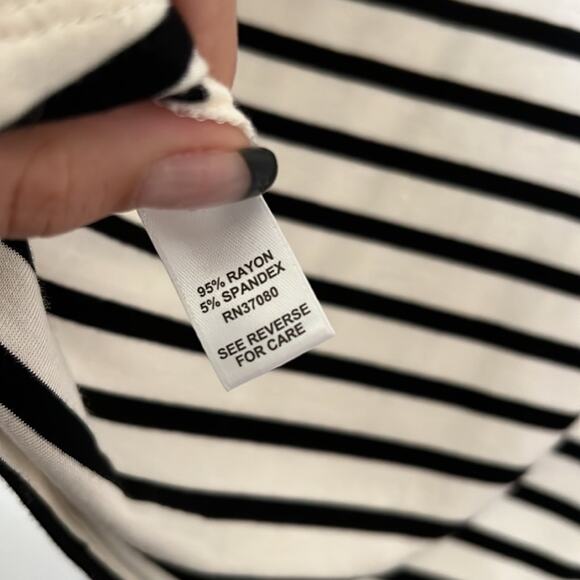 95% RAYON
5% SPANDEX
RN37080
SEE REVERSE
FOR CARE